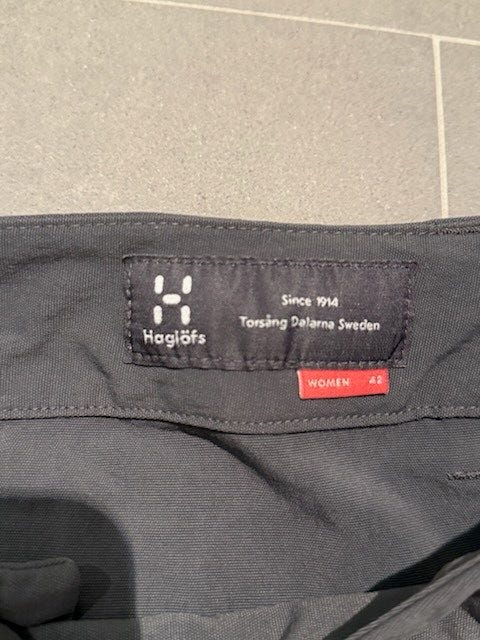 Haglöfs
Since 1914
Torsång Dalarna Sweden
WOMEN 42